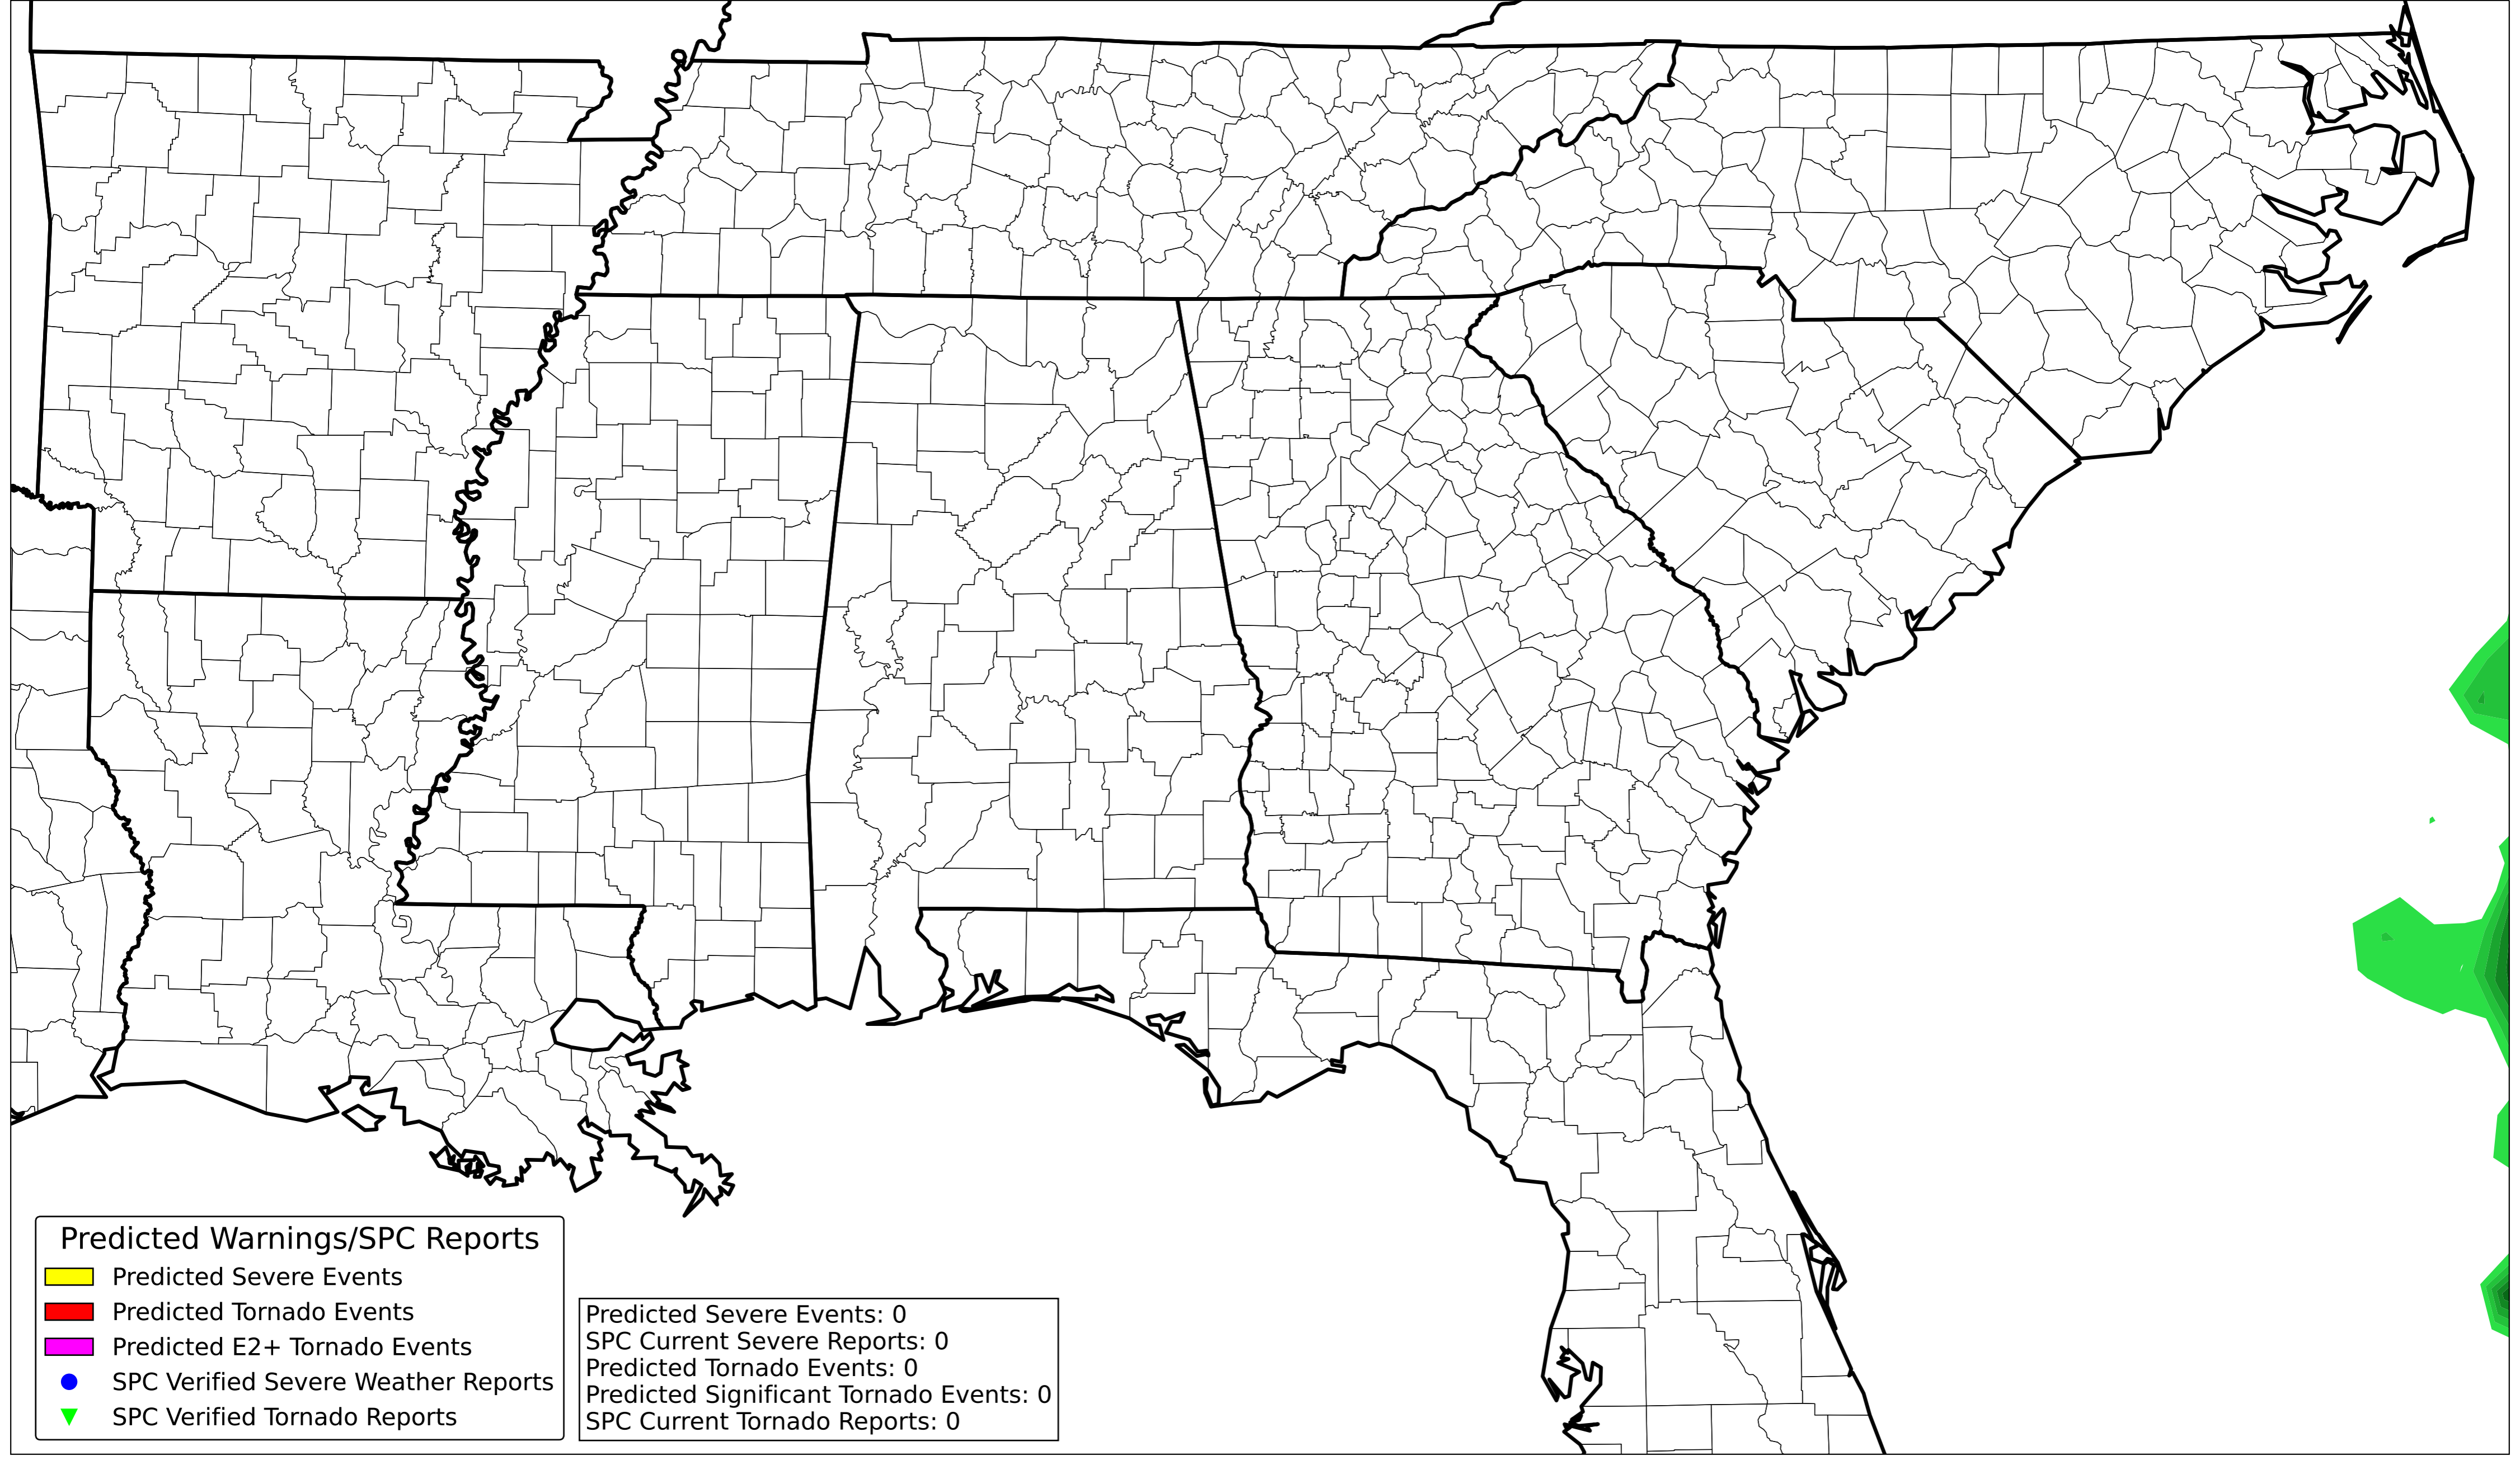 Predicted Warnings/SPC Reports
Predicted Severe Events
Predicted Tornado Events
Predicted E2+ Tornado Events
SPC Verified Severe Weather Reports
SPC Verified Tornado Reports
Predicted Severe Events: 0
SPC Current Severe Reports: 0
Predicted Tornado Events: 0
Predicted Significant Tornado Events: 0
SPC Current Tornado Reports: 0